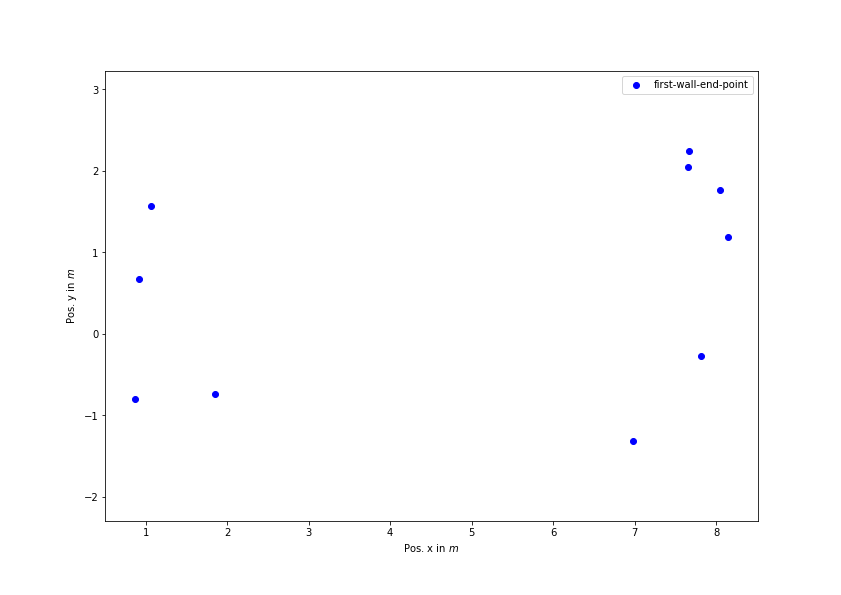 first-wall-end-point
3
2
1
0
−1
−2
Pos. y in m
1 2 3 4 5 6 7 8
Pos. x in m